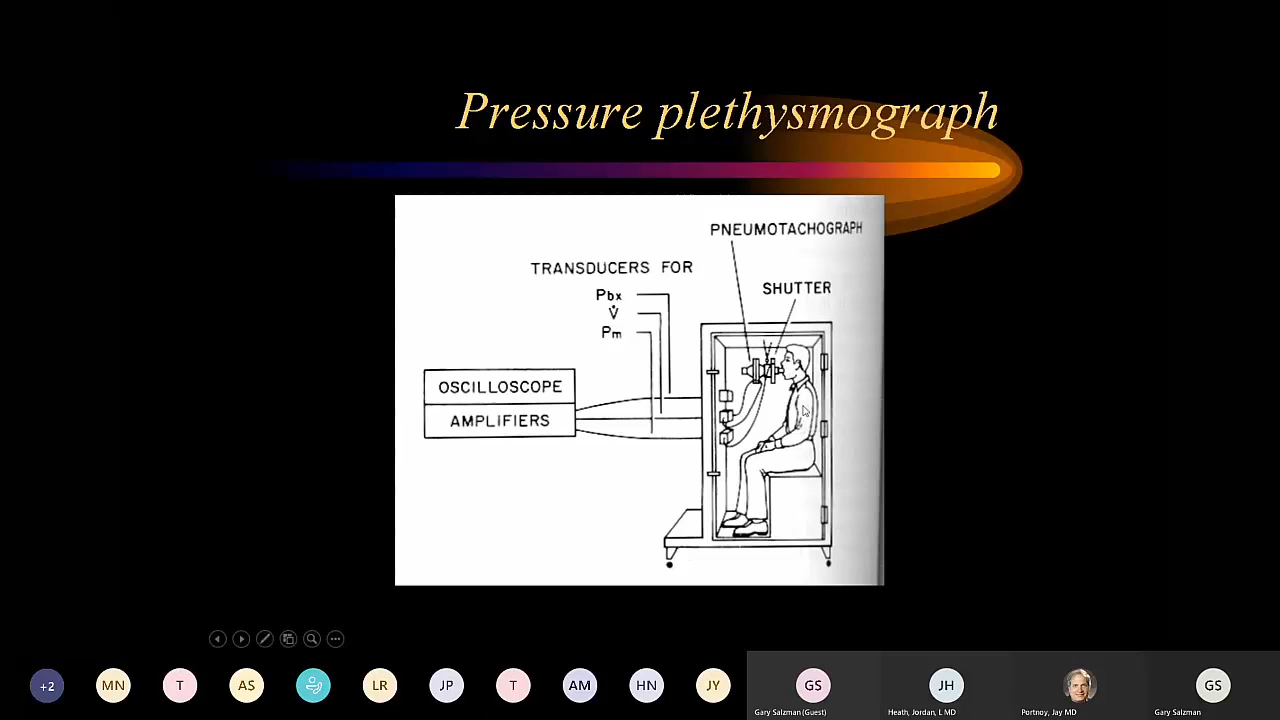 Pressure plethysmograph
PNEUMOTACHOGRAPH
TRANSDUCERS FOR
SHUTTER
Pbx
V̇
Pm
OSCILLOSCOPE
AMPLIFIERS
+2
MN
T
AS
LR
JP
T
AM
HN
JY
GS
JH
GS
Gary Salzman (Guest)
Heath, Jordan, L MD
Portnoy, Jay MD
Gary Salzman